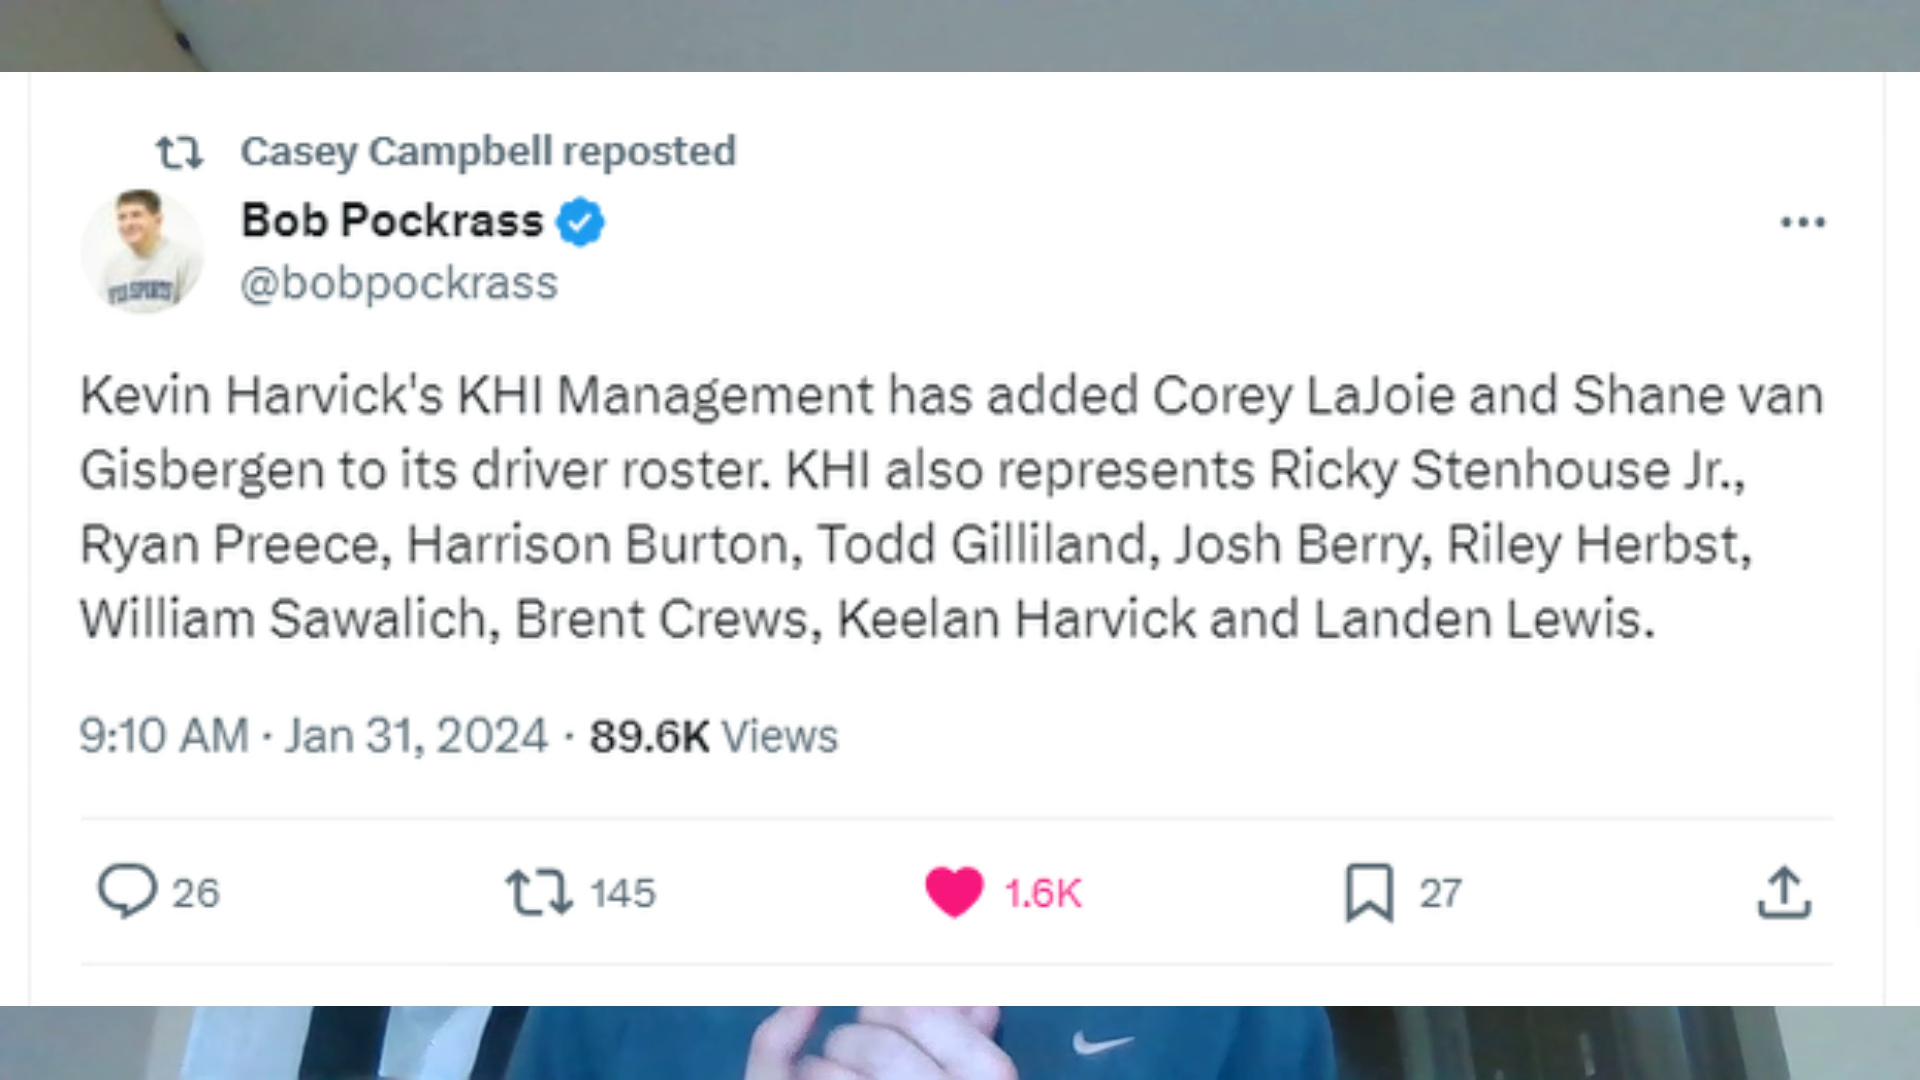 Casey Campbell reposted
Bob Pockrass
@bobpockrass
Kevin Harvick's KHI Management has added Corey LaJoie and Shane van
Gisbergen to its driver roster. KHI also represents Ricky Stenhouse Jr.,
Ryan Preece, Harrison Burton, Todd Gilliland, Josh Berry, Riley Herbst,
William Sawalich, Brent Crews, Keelan Harvick and Landen Lewis.
9:10 AM · Jan 31, 2024 · 89.6K Views
26 145 1.6K 27